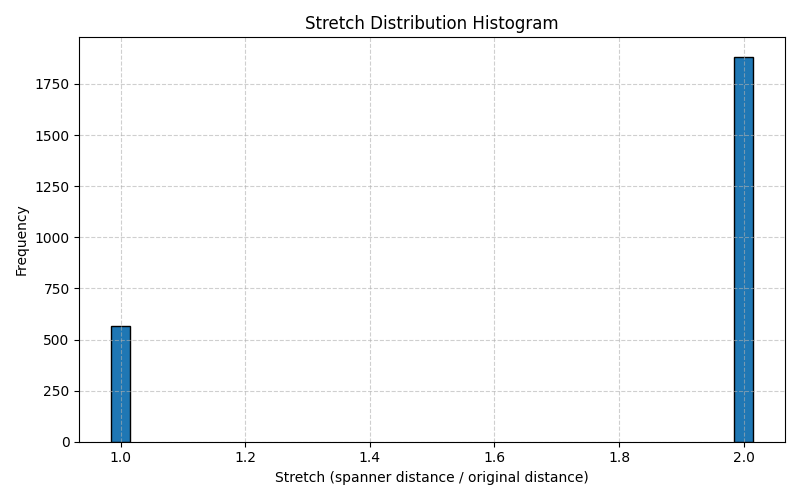 Stretch Distribution Histogram
Frequency
1750
1500
1250
1000
750
500
250
0
1.0 1.2 1.4 1.6 1.8 2.0
Stretch (spanner distance / original distance)